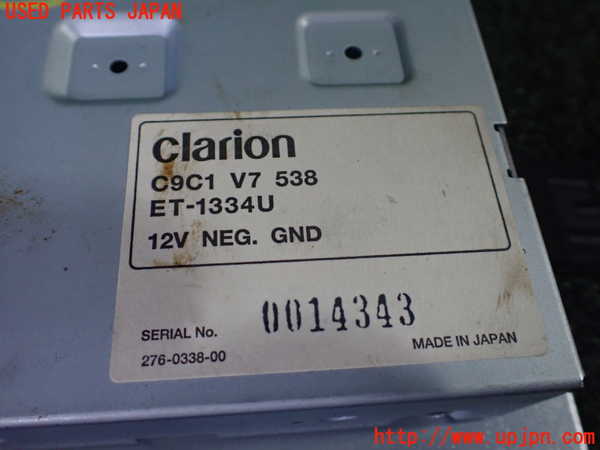 USED PARTS JAPAN
clarion
C9C1 V7 538
ET-1334U
12V NEG. GND
SERIAL No. 0014343
276-0338-00
MADE IN JAPAN
http://www.upjpn.com/